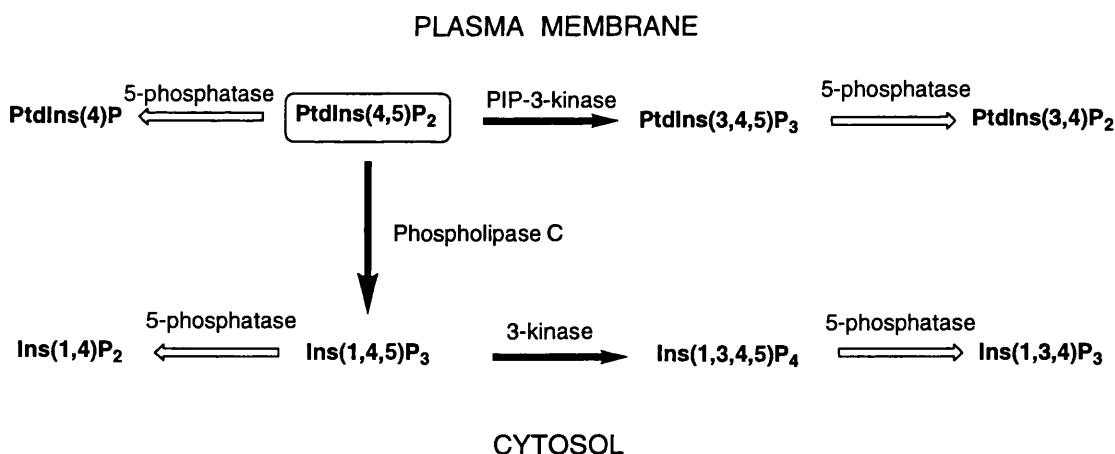 PLASMA MEMBRANE
5-phosphatase PIP-3-kinase 5-phosphatase
PtdIns(4)P PtdIns(4,5)P₂ PtdIns(3,4,5)P₃ PtdIns(3,4)P₂
Phospholipase C
5-phosphatase 3-kinase 5-phosphatase
Ins(1,4)P₂ Ins(1,4,5)P₃ Ins(1,3,4,5)P₄ Ins(1,3,4)P₃
CYTOSOL